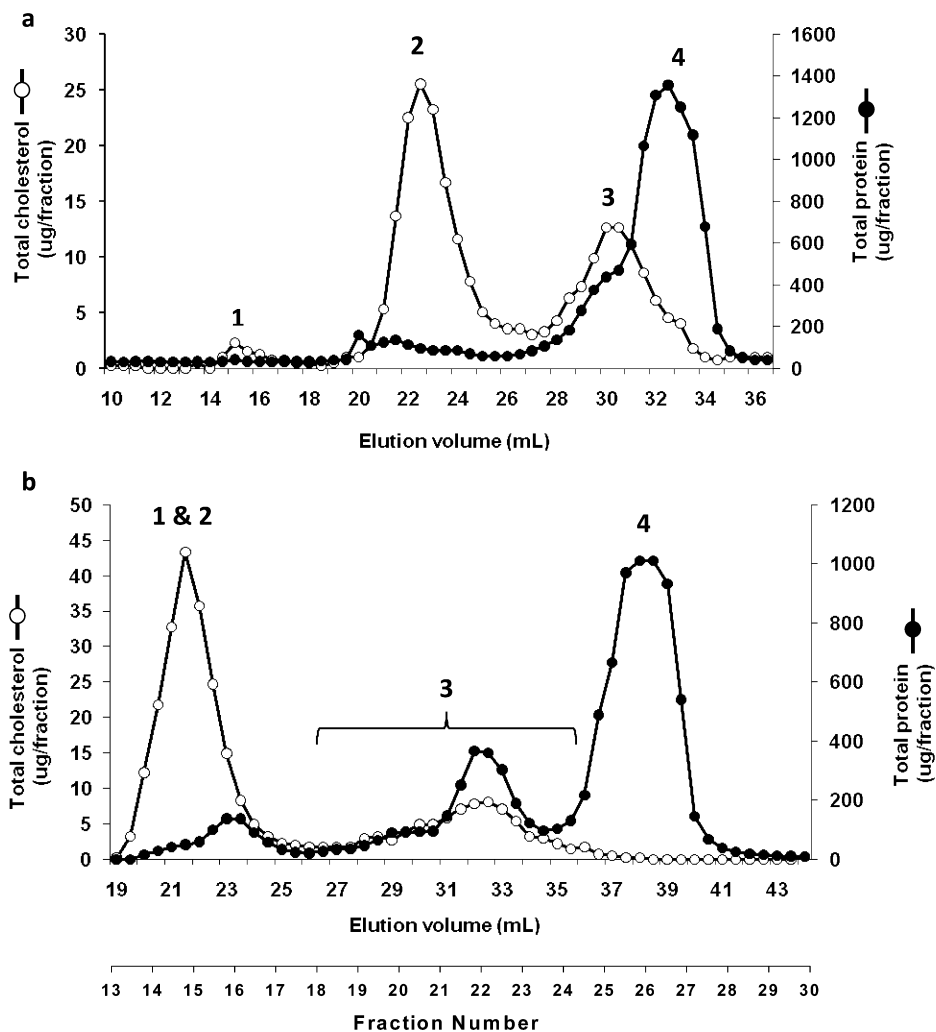 a
30
25
20
15
10
5
0
1600
1400
1200
1000
800
600
400
200
0
Total cholesterol
(ug/fraction)
Total protein
(ug/fraction)
1
2
3
4
10 12 14 16 18 20 22 24 26 28 30 32 34 36
Elution volume (mL)
b
50
45
40
35
30
25
20
15
10
5
0
1200
1000
800
600
400
200
0
Total cholesterol
(ug/fraction)
Total protein
(ug/fraction)
1 & 2
3
4
19 21 23 25 27 29 31 33 35 37 39 41 43
Elution volume (mL)
13 14 15 16 18 19 20 21 22 24 25 26 27 28 29 30
Fraction Number